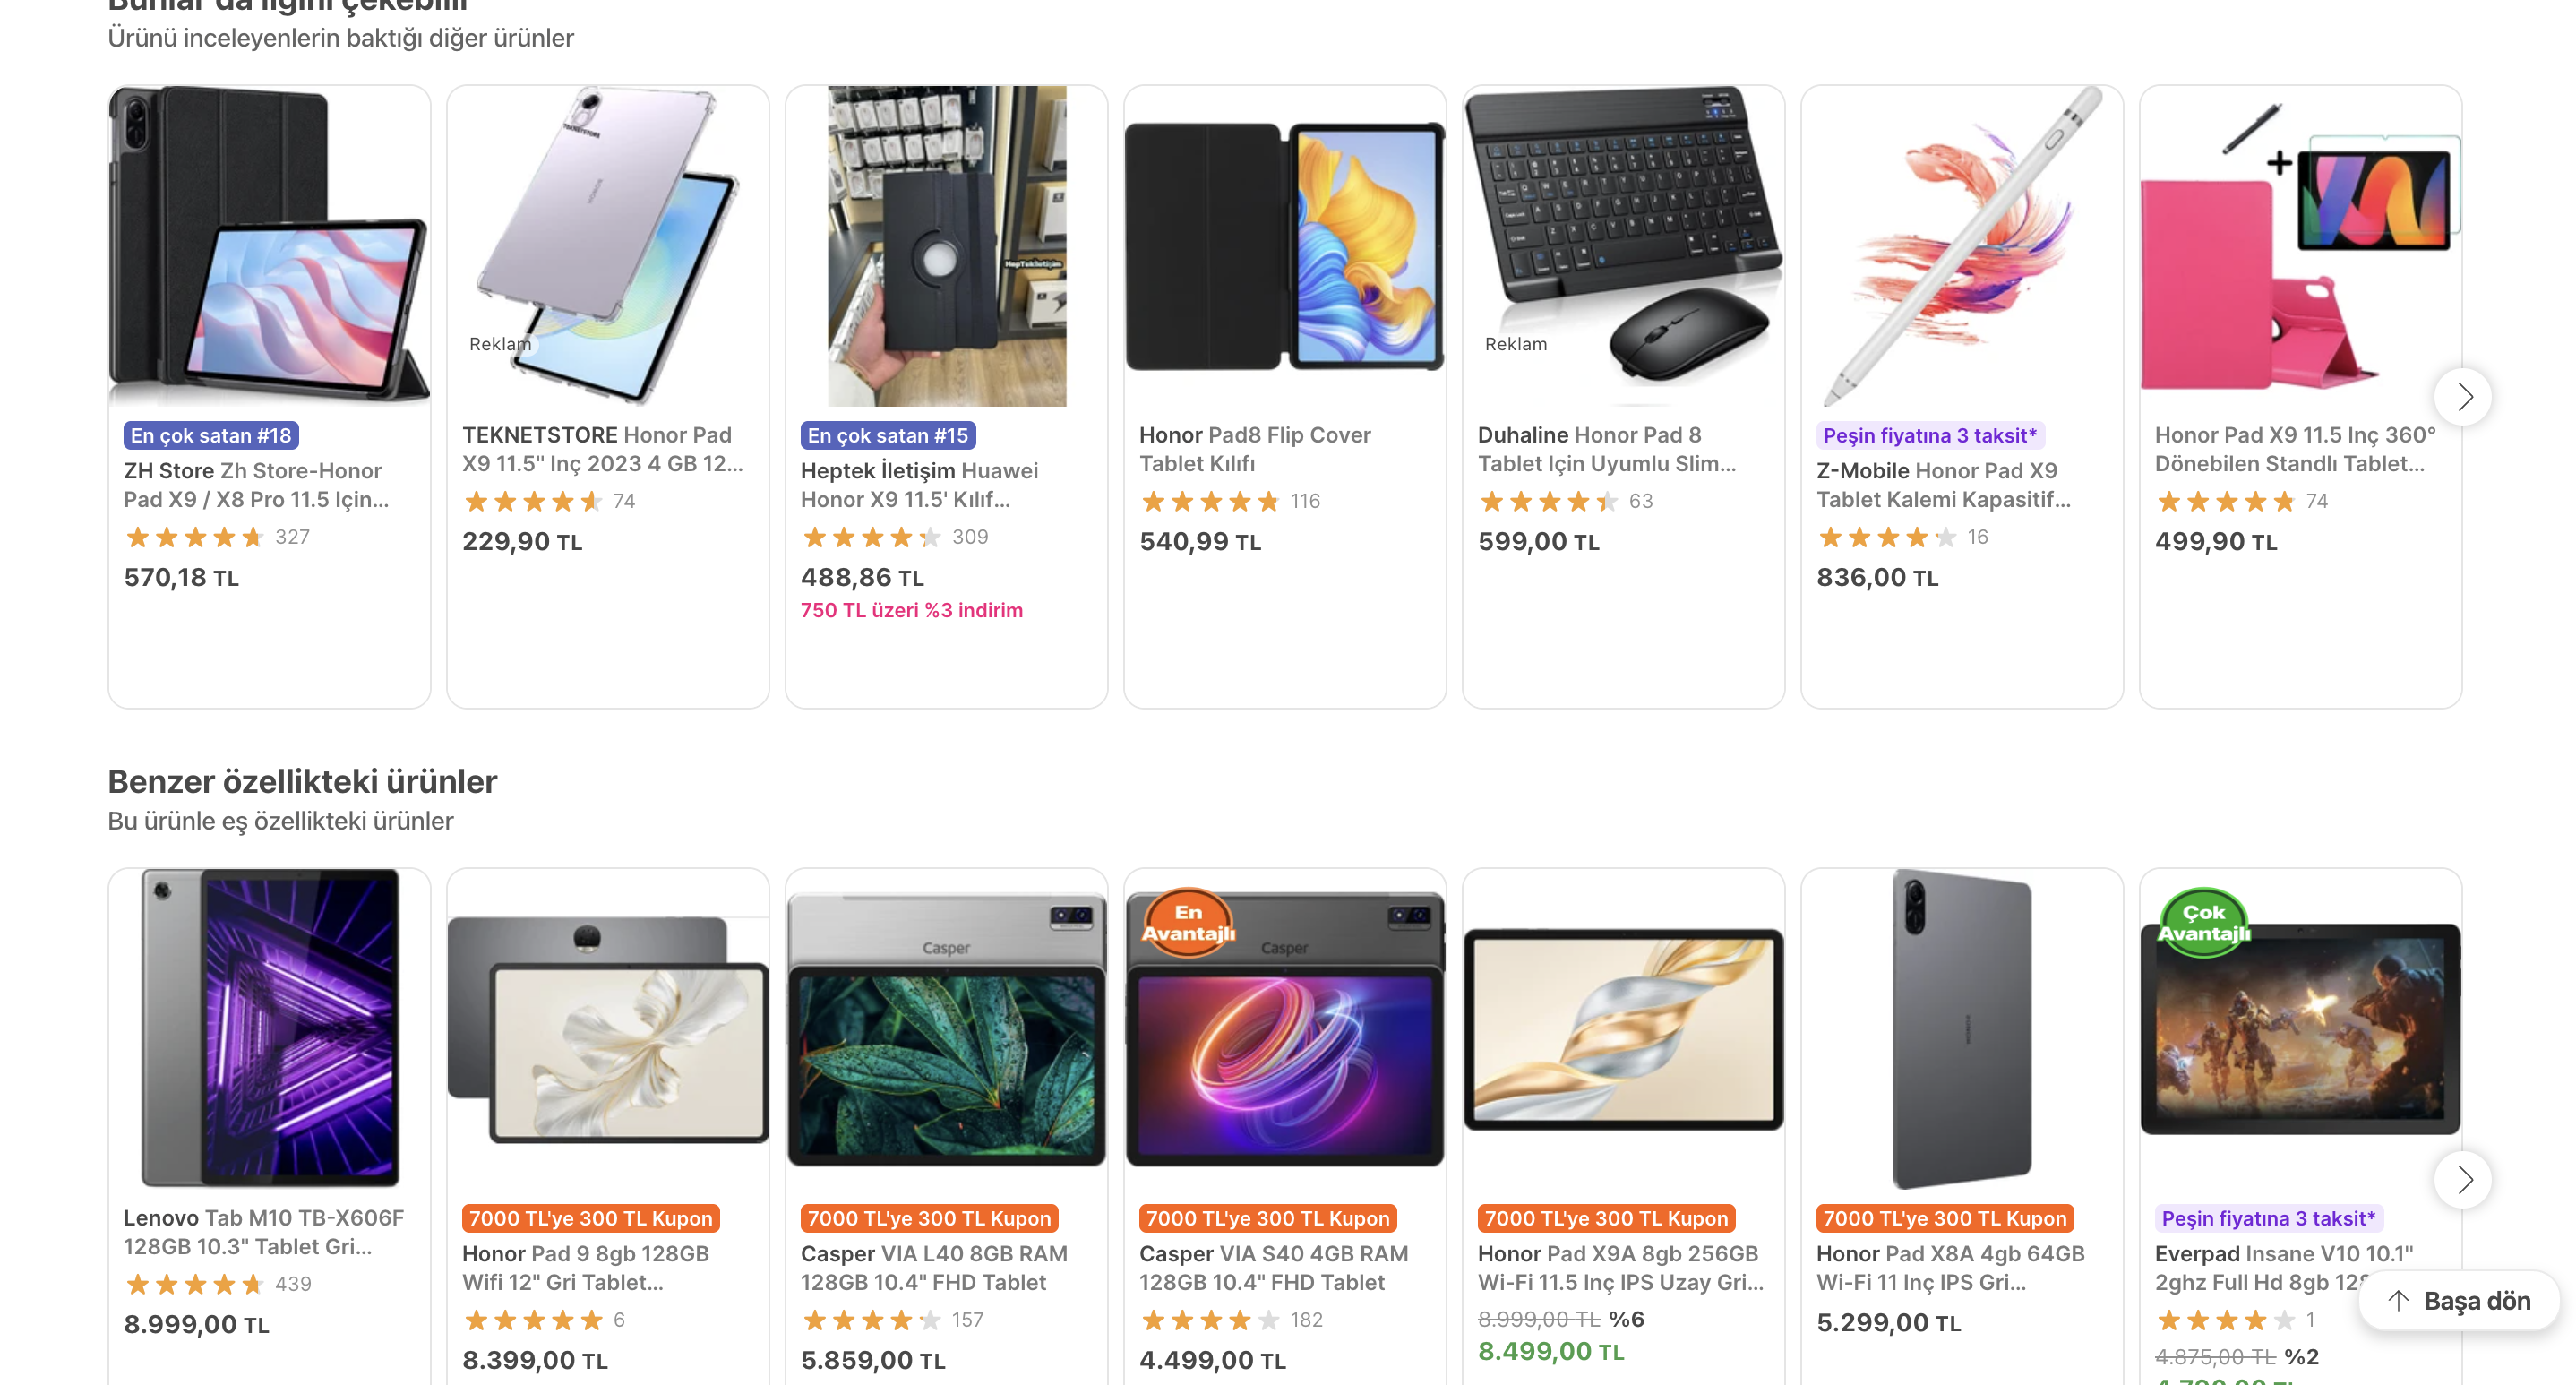 Bunlar da ilgini çekebilir
Ürünü inceleyenlerin baktığı diğer ürünler
TEKNETSTORE
HONOR
Reklam
HepTekİletişim
Reklam
+
En çok satan #18
ZH Store Zh Store-Honor
Pad X9 / X8 Pro 11.5 Için...
327
570,18 TL
TEKNETSTORE Honor Pad
X9 11.5" Inç 2023 4 GB 12...
74
229,90 TL
En çok satan #15
Heptek İletişim Huawei
Honor X9 11.5' Kılıf...
309
488,86 TL
750 TL üzeri %3 indirim
Honor Pad8 Flip Cover
Tablet Kılıfı
116
540,99 TL
Duhaline Honor Pad 8
Tablet Için Uyumlu Slim...
63
599,00 TL
Peşin fiyatına 3 taksit*
Z-Mobile Honor Pad X9
Tablet Kalemi Kapasitif...
16
836,00 TL
Honor Pad X9 11.5 Inç 360°
Dönebilen Standlı Tablet...
74
499,90 TL
Benzer özellikteki ürünler
Bu ürünle eş özellikteki ürünler
Casper
En
Avantajlı
Casper
HONOR
Çok
Avantajlı
Lenovo Tab M10 TB-X606F
128GB 10.3" Tablet Gri...
439
8.999,00 TL
7000 TL'ye 300 TL Kupon
Honor Pad 9 8gb 128GB
Wifi 12" Gri Tablet...
6
8.399,00 TL
7000 TL'ye 300 TL Kupon
Casper VIA L40 8GB RAM
128GB 10.4" FHD Tablet
157
5.859,00 TL
7000 TL'ye 300 TL Kupon
Casper VIA S40 4GB RAM
128GB 10.4" FHD Tablet
182
4.499,00 TL
7000 TL'ye 300 TL Kupon
Honor Pad X9A 8gb 256GB
Wi-Fi 11.5 Inç IPS Uzay Gri...
8.999,00 TL %6
8.499,00 TL
7000 TL'ye 300 TL Kupon
Honor Pad X8A 4gb 64GB
Wi-Fi 11 Inç IPS Gri...
5.299,00 TL
Peşin fiyatına 3 taksit*
Everpad Insane V10 10.1"
2ghz Full Hd 8gb
1
4.875,00 TL %2
Başa dön